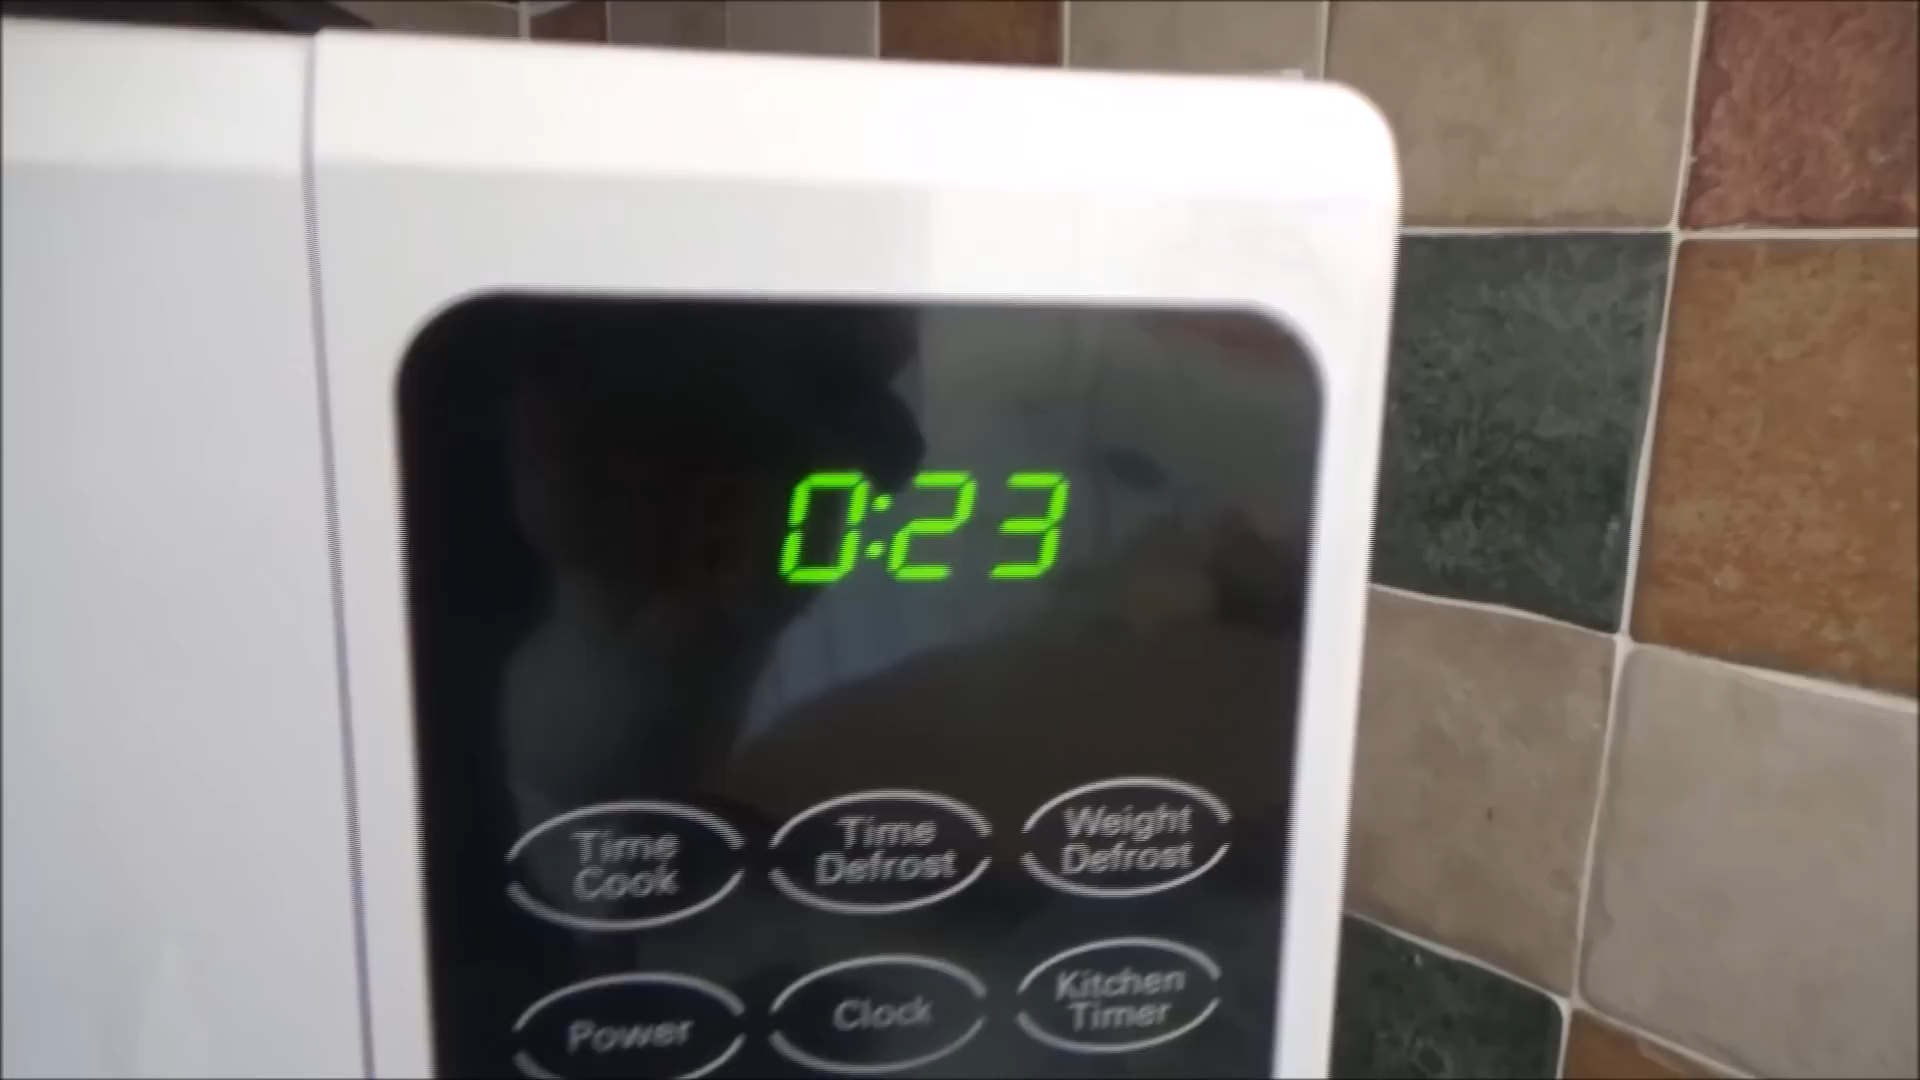 0:23
Time
Cook
Time
Defrost
Weight
Defrost
Power
Clock
Kitchen
Timer